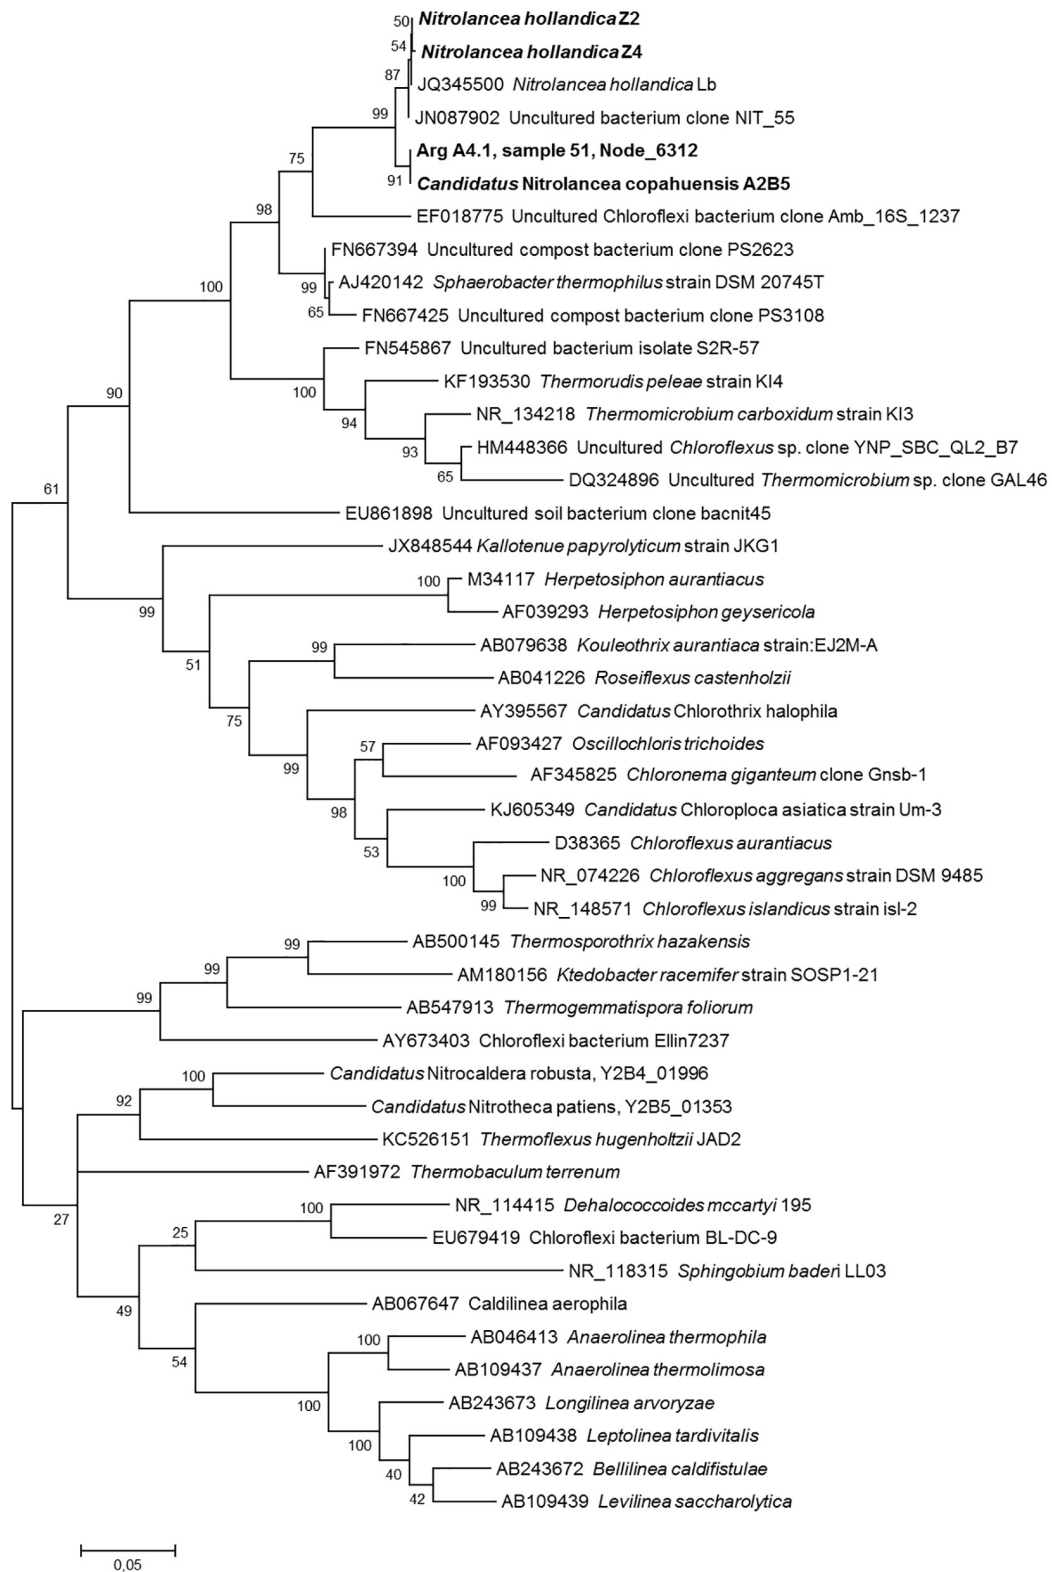 50 Nitrolancea hollandica Z2
54 Nitrolancea hollandica Z4
87 JQ345500 Nitrolancea hollandica Lb
99 JN087902 Uncultured bacterium clone NIT_55
75 Arg A4.1, sample 51, Node_6312
91 Candidatus Nitrolancea copahuensis A2B5
98 EF018775 Uncultured Chloroflexi bacterium clone Amb_16S_1237
FN667394 Uncultured compost bacterium clone PS2623
100 99 AJ420142 Sphaerobacter thermophilus strain DSM 20745T
65 FN667425 Uncultured compost bacterium clone PS3108
FN545867 Uncultured bacterium isolate S2R-57
90 100 KF193530 Thermorudis peleae strain KI4
94 NR_134218 Thermomicrobium carboxidum strain KI3
93 HM448366 Uncultured Chloroflexus sp. clone YNP_SBC_QL2_B7
65 DQ324896 Uncultured Thermomicrobium sp. clone GAL46
61 EU861898 Uncultured soil bacterium clone bacnit45
JX848544 Kallotenue papyrolyticum strain JKG1
100 M34117 Herpetosiphon aurantiacus
99 AF039293 Herpetosiphon geysericola
99 AB079638 Kouleothrix aurantiaca strain:EJ2M-A
51 AB041226 Roseiflexus castenholzii
75 AY395567 Candidatus Chlorothrix halophila
57 AF093427 Oscillochloris trichoides
99 AF345825 Chloronema giganteum clone Gnsb-1
98 KJ605349 Candidatus Chloroploca asiatica strain Um-3
53 D38365 Chloroflexus aurantiacus
100 NR_074226 Chloroflexus aggregans strain DSM 9485
99 NR_148571 Chloroflexus islandicus strain isl-2
99 AB500145 Thermosporothrix hazakensis
99 AM180156 Ktedobacter racemifer strain SOSP1-21
99 AB547913 Thermogemmatispora foliorum
AY673403 Chloroflexi bacterium Ellin7237
100 Candidatus Nitrocaldera robusta, Y2B4_01996
92 Candidatus Nitrotheca patiens, Y2B5_01353
KC526151 Thermoflexus hugenholtzii JAD2
AF391972 Thermobaculum terrenum
27 100 NR_114415 Dehalococcoides mccartyi 195
25 EU679419 Chloroflexi bacterium BL-DC-9
NR_118315 Sphingobium baderi LL03
49 AB067647 Caldilinea aerophila
100 AB046413 Anaerolinea thermophila
54 AB109437 Anaerolinea thermolimosa
100 AB243673 Longilinea arvoryzae
100 AB109438 Leptolinea tardivitalis
40 AB243672 Bellilinea caldifistulae
42 AB109439 Levilinea saccharolytica
0,05